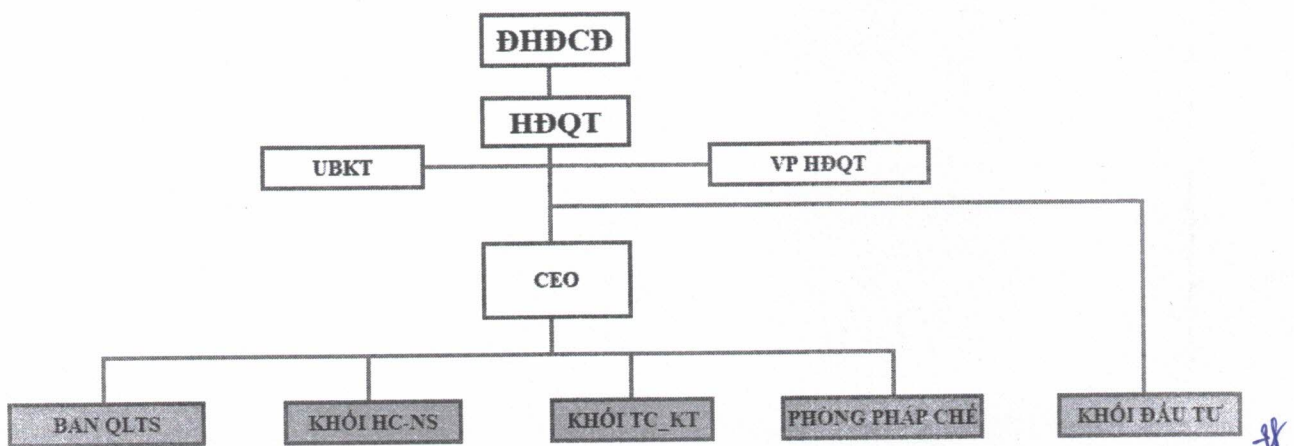 ĐHĐCĐ
HĐQT
UBKT
VP HĐQT
CEO
BAN QLTS
KHỐI HC-NS
KHỐI TC_KT
PHÒNG PHÁP CHẾ
KHỐI ĐẦU TƯ